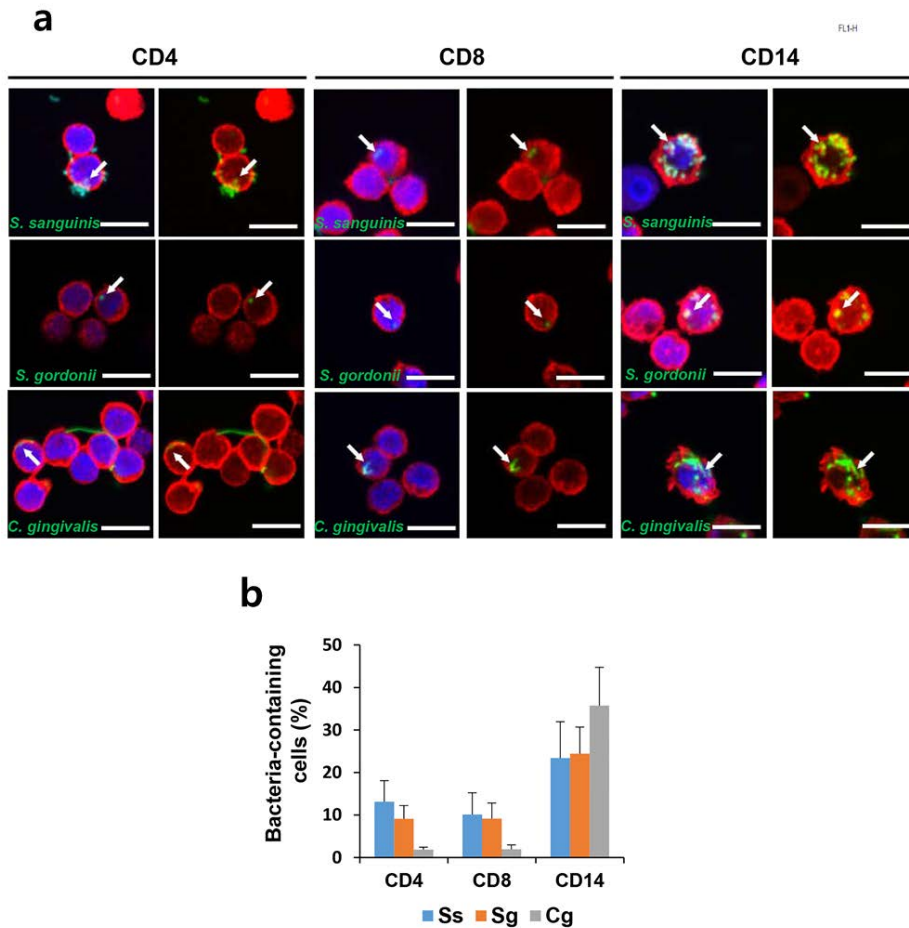 a
FL1-H
CD4 CD8 CD14
S. sanguinis S. sanguinis S. sanguinis
S. gordonii S. gordonii S. gordonii
C. gingivalis C. gingivalis C. gingivalis
b
Bacteria-containing
cells (%)
50
40
30
20
10
0
CD4 CD8 CD14
Ss Sg Cg